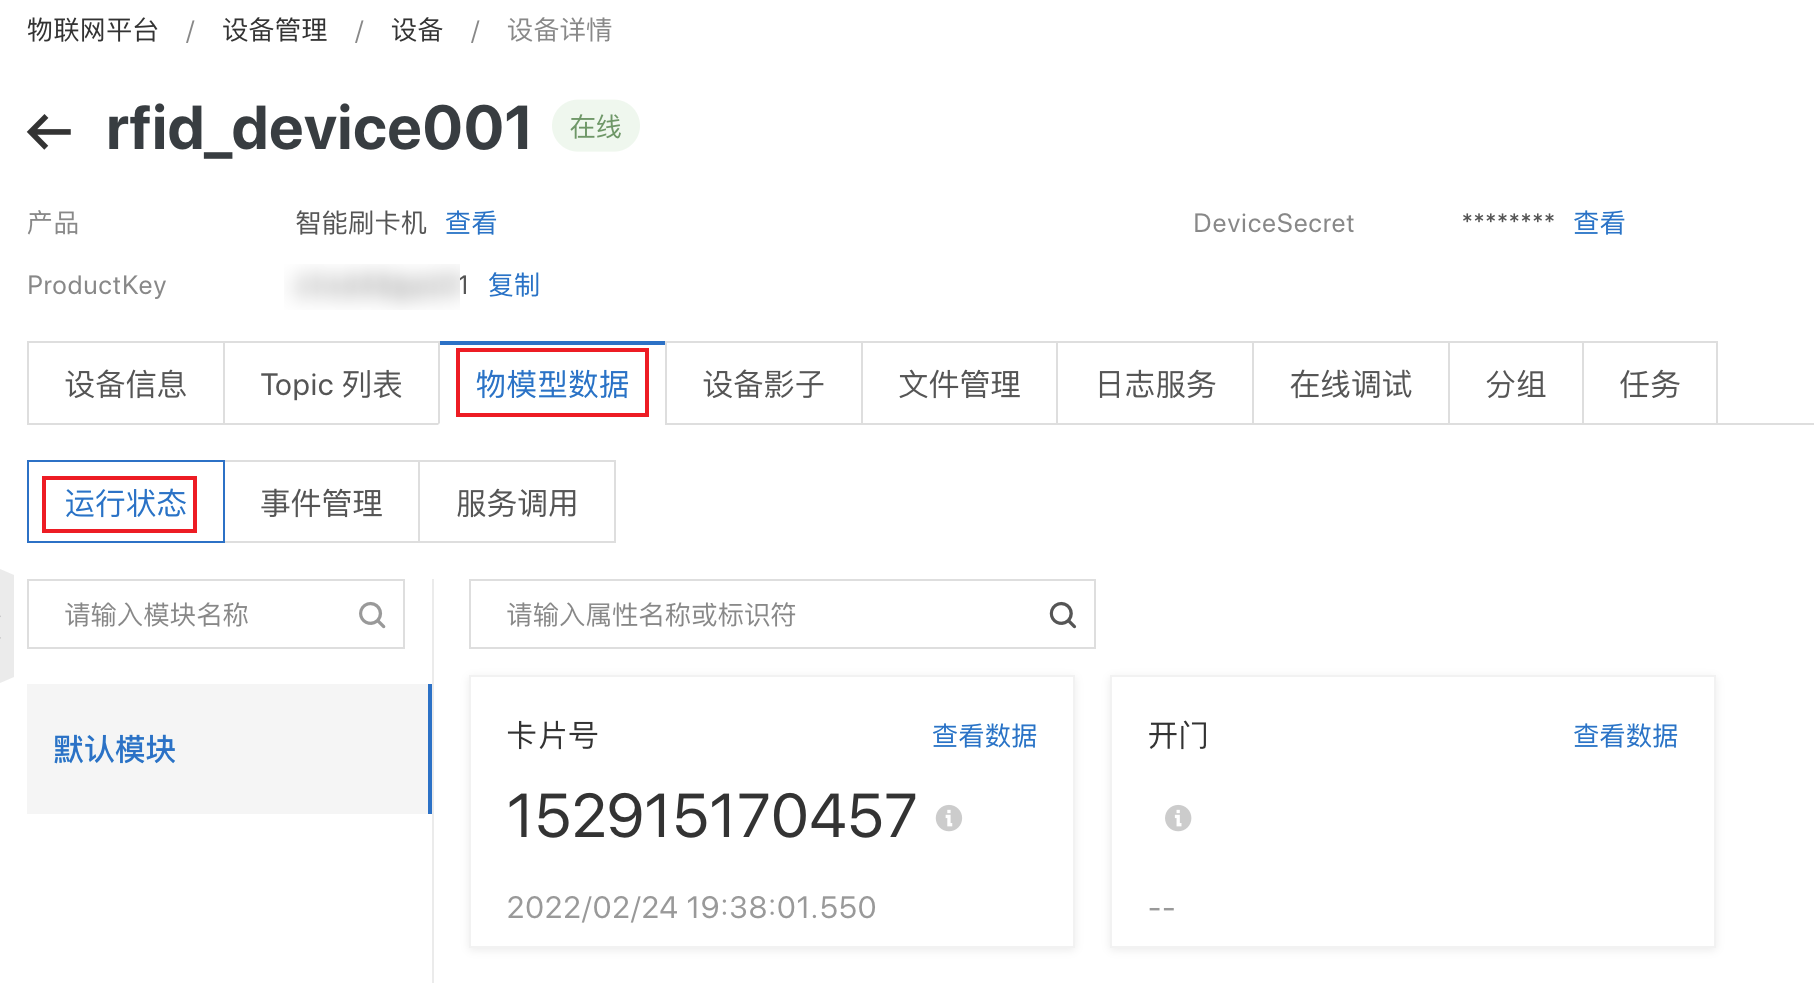 物联网平台 / 设备管理 / 设备 / 设备详情
rfid_device001 在线
产品 智能刷卡机 查看 DeviceSecret ******** 查看
ProductKey 1 复制
设备信息 Topic 列表 物模型数据 设备影子 文件管理 日志服务 在线调试 分组 任务
运行状态 事件管理 服务调用
请输入模块名称 请输入属性名称或标识符
默认模块
卡片号 查看数据
152915170457
2022/02/24 19:38:01.550
开门 查看数据
--